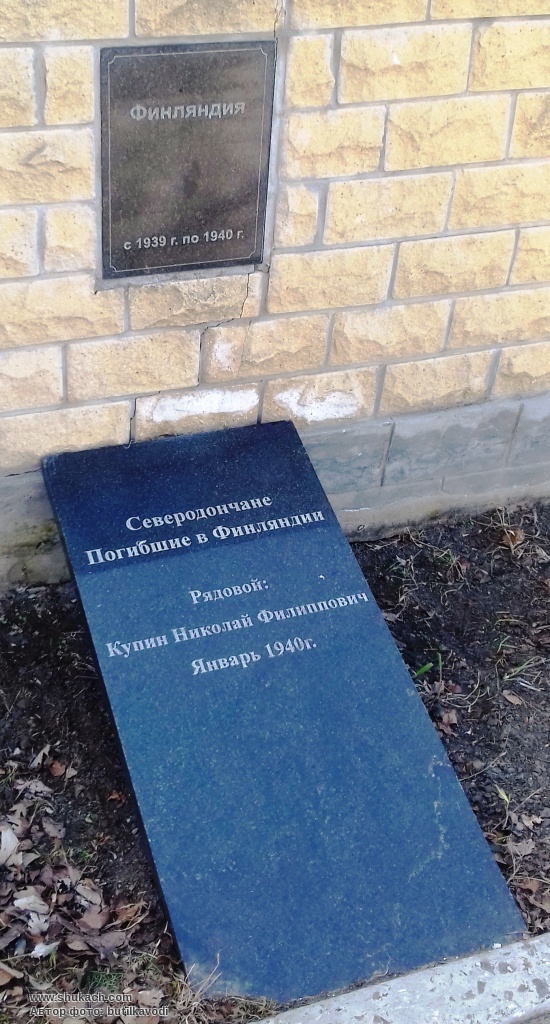 Финляндия
с 1939 г. по 1940 г.
Северодончане
Погибшие в Финляндии
Рядовой:
Купин Николай Филиппович
Январь 1940г.
www.shukach.com
Автор фото: butilkavodi